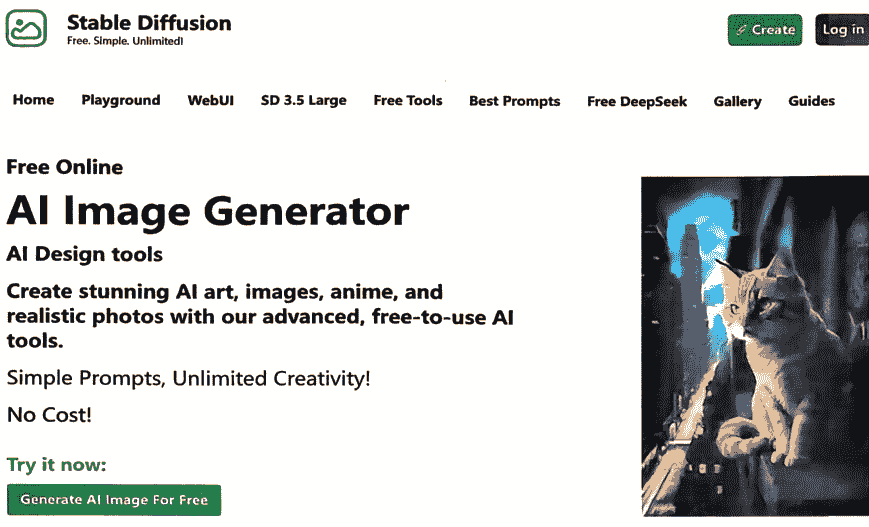 Stable Diffusion
Free. Simple. Unlimited!
Create
Log in
Home Playground WebUI SD 3.5 Large Free Tools Best Prompts Free DeepSeek Gallery Guides
Free Online
AI Image Generator
AI Design tools
Create stunning AI art, images, anime, and
realistic photos with our advanced, free-to-use AI
tools.
Simple Prompts, Unlimited Creativity!
No Cost!
Try it now:
Generate AI Image For Free